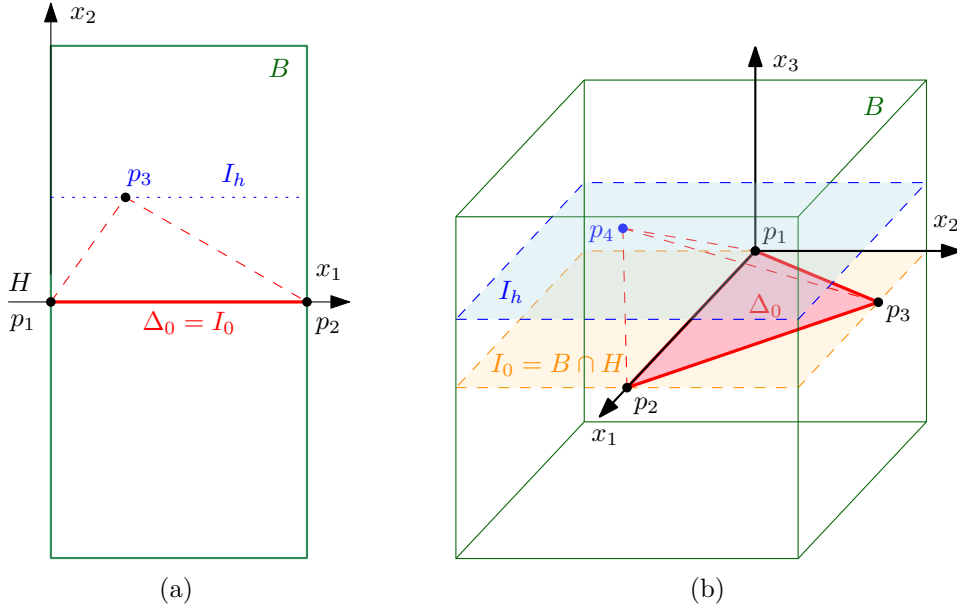 x₂
B
p₃
I_h
H
x₁
p₁
Δ₀ = I₀
p₂
(a)
x₃
B
x₂
p₄
p₁
I_h
Δ₀
p₃
I₀ = B ∩ H
p₂
x₁
(b)